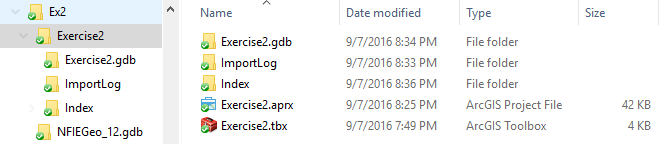 Ex2
Exercise2
Exercise2.gdb
ImportLog
Index
NFIEGeo_12.gdb
Name Date modified Type Size
Exercise2.gdb 9/7/2016 8:34 PM File folder
ImportLog 9/7/2016 8:33 PM File folder
Index 9/7/2016 8:36 PM File folder
Exercise2.aprx 9/7/2016 8:25 PM ArcGIS Project File 42 KB
Exercise2.tbx 9/7/2016 7:49 PM ArcGIS Toolbox 4 KB